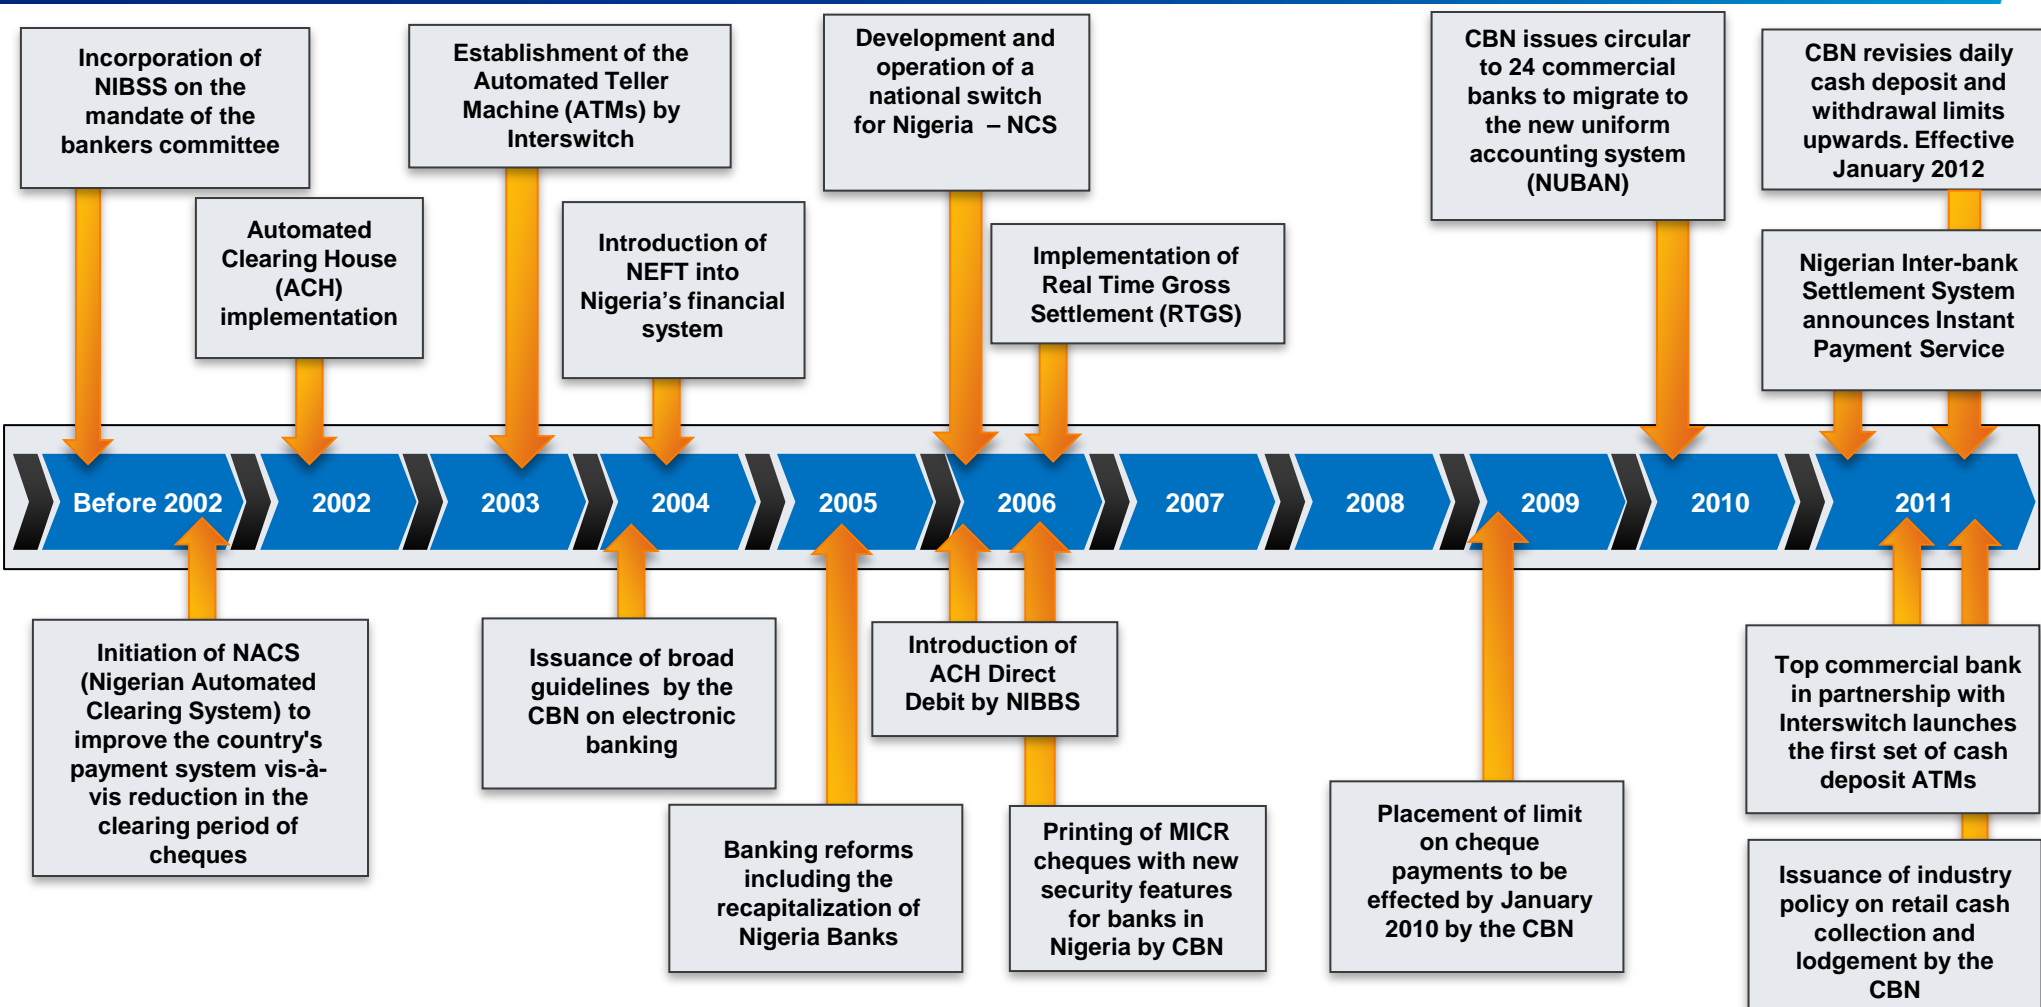 Incorporation of
NIBSS on the
mandate of the
bankers committee
Automated
Clearing House
(ACH)
implementation
Establishment of the
Automated Teller
Machine (ATMs) by
Interswitch
Introduction of
NEFT into
Nigeria’s financial
system
Development and
operation of a
national switch
for Nigeria – NCS
Implementation of
Real Time Gross
Settlement (RTGS)
CBN issues circular
to 24 commercial
banks to migrate to
the new uniform
accounting system
(NUBAN)
CBN revisies daily
cash deposit and
withdrawal limits
upwards. Effective
January 2012
Nigerian Inter-bank
Settlement System
announces Instant
Payment Service
Before 2002
2002
2003
2004
2005
2006
2007
2008
2009
2010
2011
Initiation of NACS
(Nigerian Automated
Clearing System) to
improve the country's
payment system vis-à-
vis reduction in the
clearing period of
cheques
Issuance of broad
guidelines by the
CBN on electronic
banking
Banking reforms
including the
recapitalization of
Nigeria Banks
Introduction of
ACH Direct
Debit by NIBBS
Printing of MICR
cheques with new
security features
for banks in
Nigeria by CBN
Placement of limit
on cheque
payments to be
effected by January
2010 by the CBN
Top commercial bank
in partnership with
Interswitch launches
the first set of cash
deposit ATMs
Issuance of industry
policy on retail cash
collection and
lodgement by the
CBN